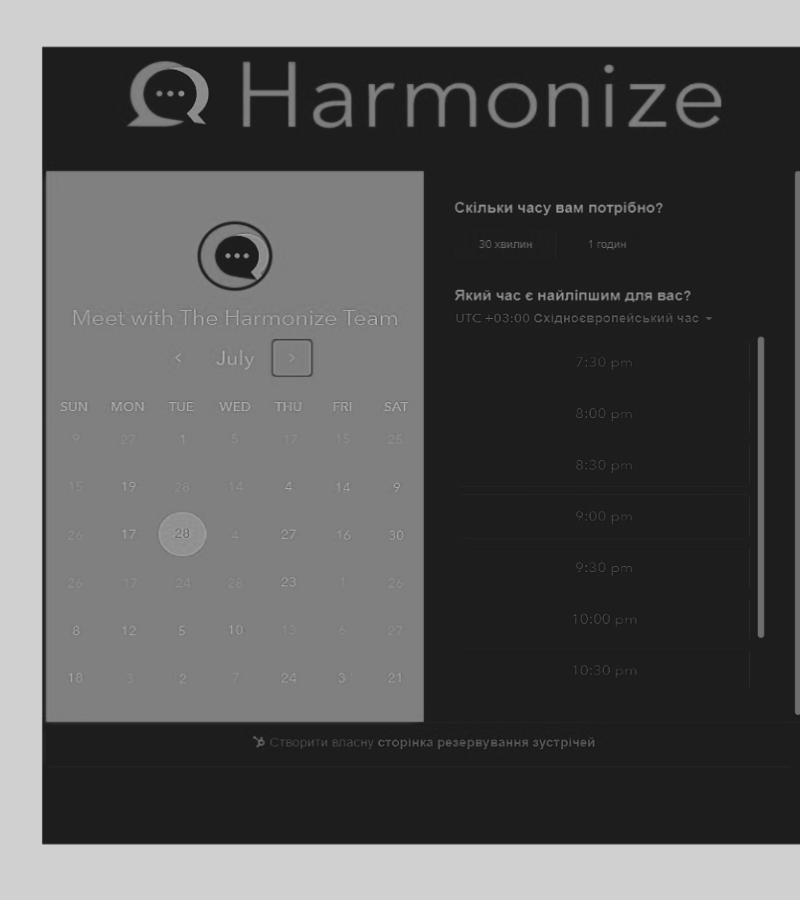 Harmonize
Meet with The Harmonize Team
July
SUN MON TUE WED THU FRI SAT
9 27 1 5 17 15 25
15 19 28 14 4 14 9
26 17 28 4 27 16 30
26 17 24 28 23 1 26
8 12 5 10 13 6 27
18 3 2 7 24 3 21
Скільки часу вам потрібно?
30 хвилин 1 годин
Який час є найліпшим для вас?
UTC +03:00 Східноєвропейський час
7:30 pm
8:00 pm
8:30 pm
9:00 pm
9:30 pm
10:00 pm
10:30 pm
Створити власну сторінка резервування зустрічей